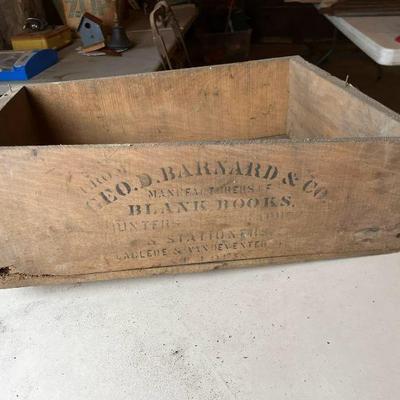 FROM
GEO. D. BARNARD & CO.
MANUFACTURERS OF
BLANK BOOKS.
& STATIONERS
LACLEDE & VANDEVENTER